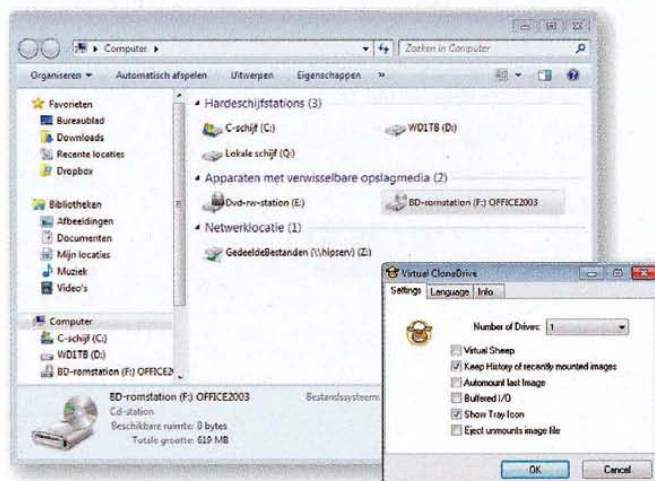 Computer
Zoeken in Computer
Organiseren Automatisch afspelen Uitwerpen Eigenschappen »
Favorieten
Bureaublad
Downloads
Recente locaties
Dropbox
Bibliotheken
Afbeeldingen
Documenten
Mijn locaties
Muziek
Video's
Computer
C-schijf (C:)
WD1TB (D:)
BD-romstation (F:) OFFICE2
Hardeschijfstations (3)
C-schijf (C:) WD1TB (D:)
Lokale schijf (Q:)
Apparaten met verwisselbare opslagmedia (2)
Dvd-rw-station (E:) BD-romstation (F:) OFFICE2003
Netwerklocatie (1)
GedeeldeBestanden (\\hipserv) (Z:)
BD-romstation (F:) OFFICE2003 Bestandssysteem
Cd-station
Beschikbare ruimte: 0 bytes
Totale grootte: 619 MB
Virtual CloneDrive
Settings Language Info
Number of Drives: 1
Virtual Sheep
Keep History of recently mounted images
Automount last Image
Buffered I/O
Show Tray Icon
Eject unmounts image file
OK Cancel